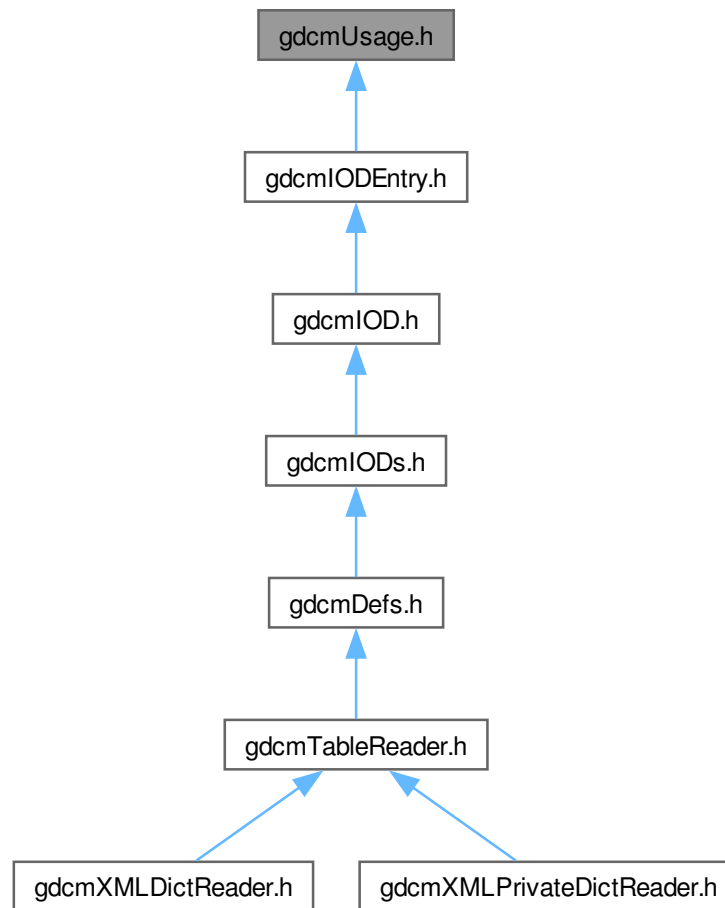 gdcmUsage.h
gdcmIODEntry.h
gdcmIOD.h
gdcmIODs.h
gdcmDefs.h
gdcmTableReader.h
gdcmXMLDictReader.h
gdcmXMLPrivateDictReader.h